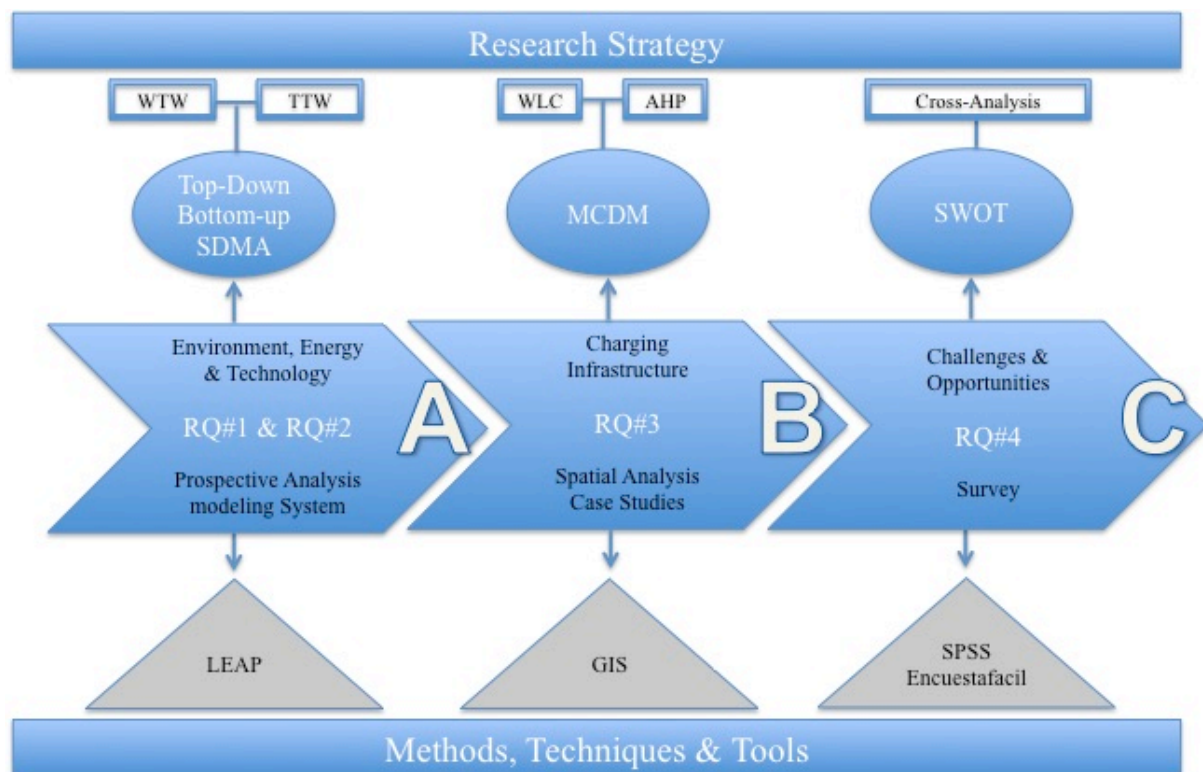 Research Strategy
WTW
TTW
WLC
AHP
Cross-Analysis
Top-Down
Bottom-up
SDMA
MCDM
SWOT
Environment, Energy
& Technology
RQ#1 & RQ#2
Prospective Analysis
modeling System
A
Charging
Infrastructure
RQ#3
Spatial Analysis
Case Studies
B
Challenges &
Opportunities
RQ#4
Survey
C
LEAP
GIS
SPSS
Encuestafacil
Methods, Techniques & Tools